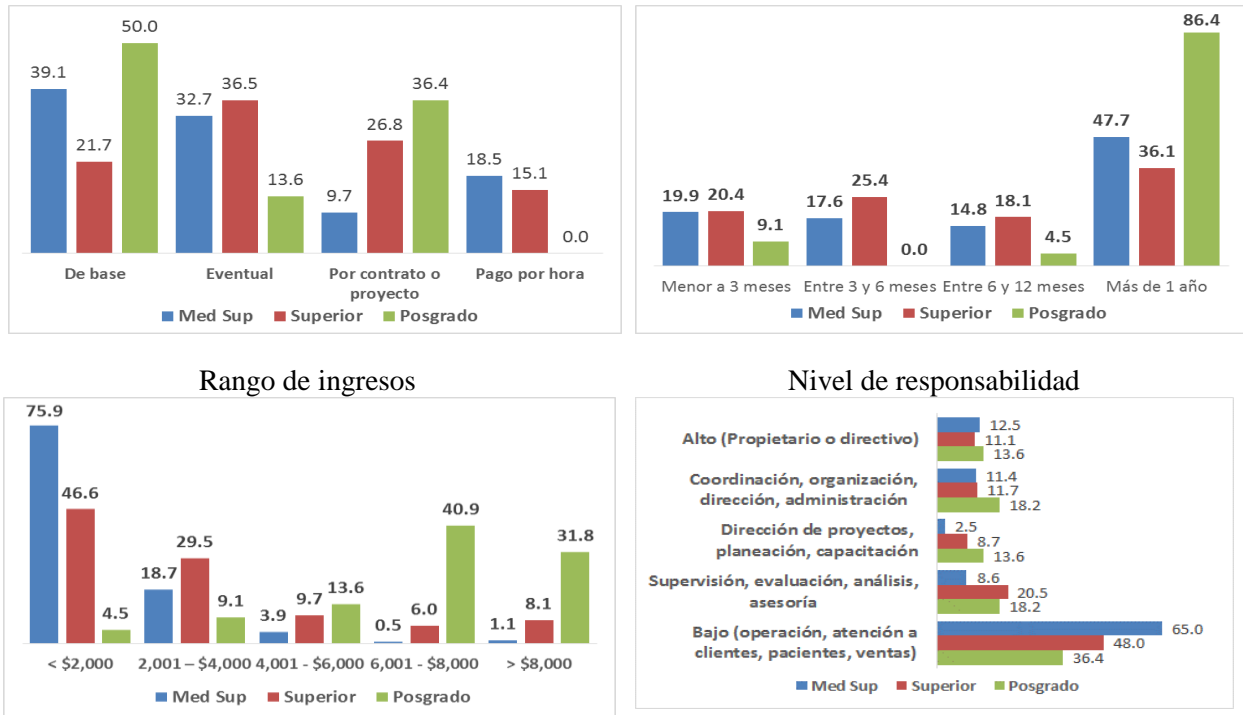 50.0
39.1
36.5
36.4
32.7
26.8
21.7
18.5
15.1
13.6
9.7
0.0
De base
Eventual
Por contrato o
proyecto
Pago por hora
Med Sup Superior Posgrado
86.4
47.7
36.1
25.4
19.9 20.4
17.6
18.1
14.8
9.1
4.5
0.0
Menor a 3 meses Entre 3 y 6 meses Entre 6 y 12 meses Más de 1 año
Med Sup Superior Posgrado
Rango de ingresos
75.9
46.6
40.9
31.8
29.5
18.7
13.6
9.7
9.1
8.1
6.0
4.5
3.9
1.1
0.5
< $2,000 2,001 – $4,000 4,001 - $6,000 6,001 - $8,000 > $8,000
Med Sup Superior Posgrado
Nivel de responsabilidad
Alto (Propietario o directivo)
12.5
11.1
13.6
Coordinación, organización,
dirección, administración
11.4
11.7
18.2
Dirección de proyectos,
planeación, capacitación
2.5
8.7
13.6
Supervisión, evaluación, análisis,
asesoría
8.6
20.5
18.2
Bajo (operación, atención a
clientes, pacientes, ventas)
65.0
48.0
36.4
Med Sup Superior Posgrado